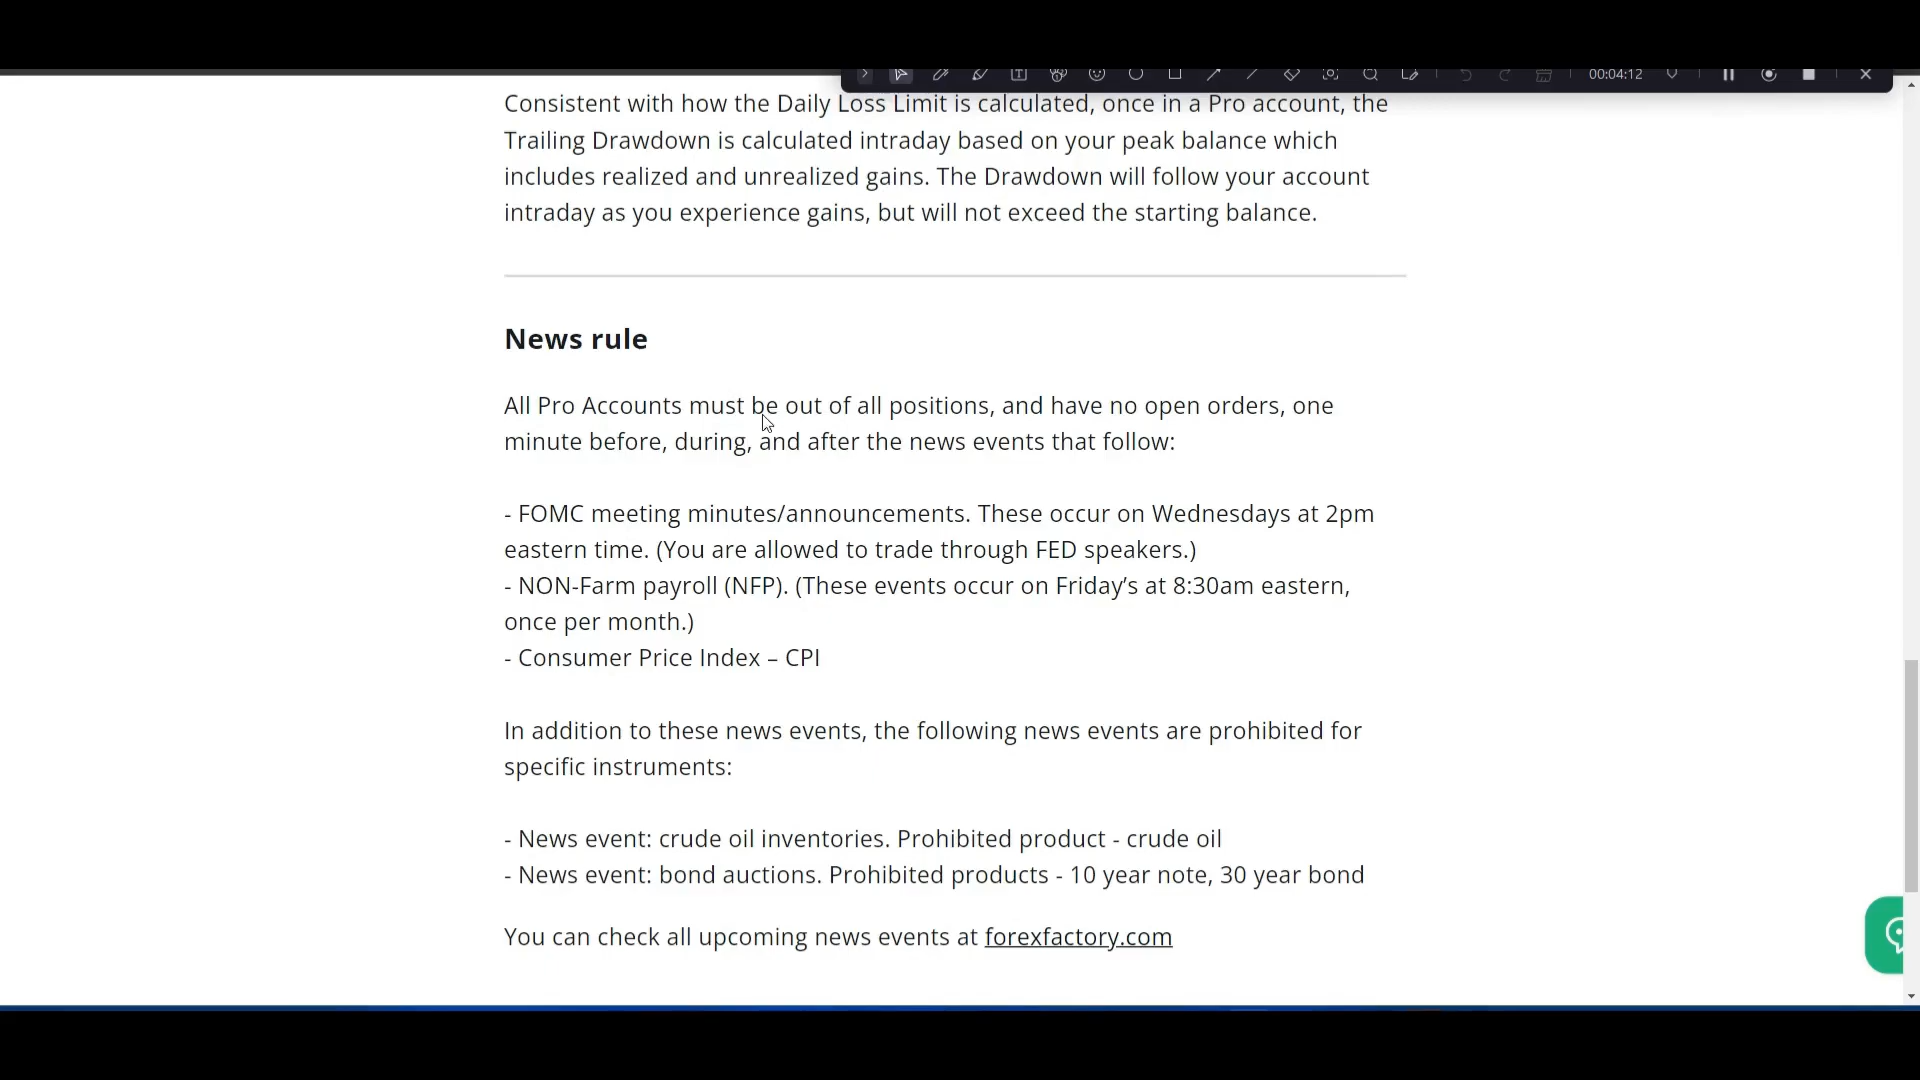 00:04:12
Consistent with how the Daily Loss Limit is calculated, once in a Pro account, the
Trailing Drawdown is calculated intraday based on your peak balance which
includes realized and unrealized gains. The Drawdown will follow your account
intraday as you experience gains, but will not exceed the starting balance.
News rule
All Pro Accounts must be out of all positions, and have no open orders, one
minute before, during, and after the news events that follow:
- FOMC meeting minutes/announcements. These occur on Wednesdays at 2pm
eastern time. (You are allowed to trade through FED speakers.)
- NON-Farm payroll (NFP). (These events occur on Friday’s at 8:30am eastern,
once per month.)
- Consumer Price Index – CPI
In addition to these news events, the following news events are prohibited for
specific instruments:
- News event: crude oil inventories. Prohibited product - crude oil
- News event: bond auctions. Prohibited products - 10 year note, 30 year bond
You can check all upcoming news events at forexfactory.com